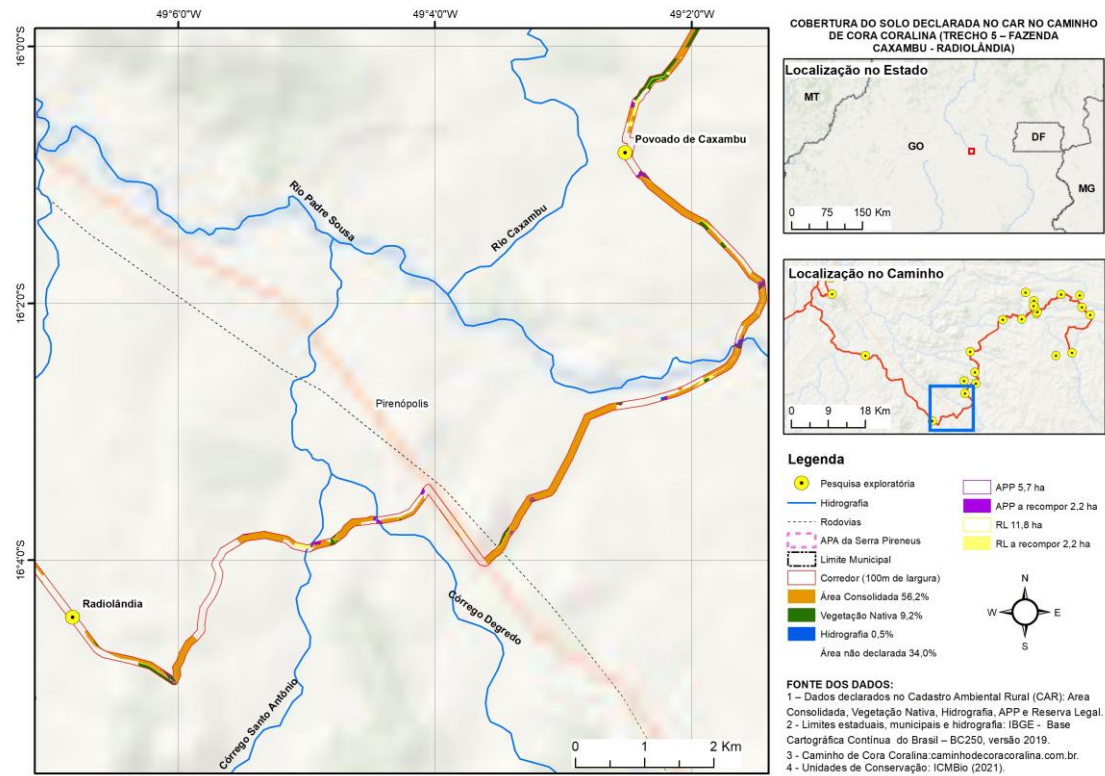 49°6'0"W
49°4'0"W
49°2'0"W
16°0'0"S
16°2'0"S
16°4'0"S
Povoado de Caxambu
Rio Padre Sousa
Rio Caxambu
Pirenópolis
Radiolândia
Córrego Degredo
Córrego Santo Antônio
0 1 2 Km
COBERTURA DO SOLO DECLARADA NO CAR NO CAMINHO
DE CORA CORALINA (TRECHO 5 – FAZENDA
CAXAMBU - RADIOLÂNDIA)
Localização no Estado
MT
GO
DF
MG
0 75 150 Km
Localização no Caminho
0 9 18 Km
Legenda
Pesquisa exploratória
Hidrografia
Rodovias
APA da Serra Pireneus
Limite Municipal
Corredor (100m de largura)
Área Consolidada 56,2%
Vegetação Nativa 9,2%
Hidrografia 0,5%
Área não declarada 34,0%
APP 5,7 ha
APP a recompor 2,2 ha
RL 11,8 ha
RL a recompor 2,2 ha
N
W E
S
FONTE DOS DADOS:
1 – Dados declarados no Cadastro Ambiental Rural (CAR): Area
Consolidada, Vegetação Nativa, Hidrografia, APP e Reserva Legal.
2 - Limites estaduais, municipais e hidrografia: IBGE - Base
Cartográfica Contínua do Brasil – BC250, versão 2019.
3 - Caminho de Cora Coralina:caminhodecoracoralina.com.br.
4 - Unidades de Conservação: ICMBio (2021).